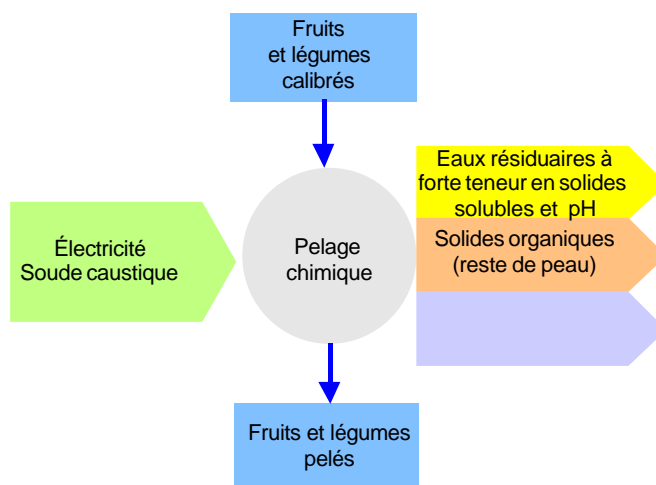 Fruits
et légumes
calibrés
Eaux résiduaires à
forte teneur en solides
solubles et pH
Électricité
Soude caustique
Pelage
chimique
Solides organiques
(reste de peau)
Fruits et légumes
pelés